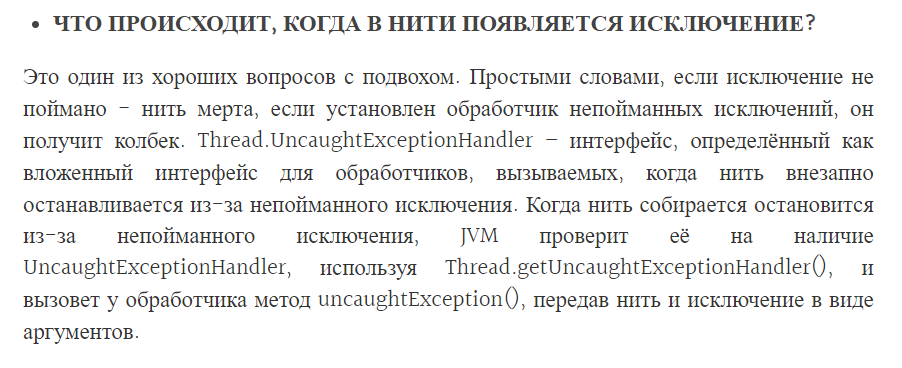 • ЧТО ПРОИСХОДИТ, КОГДА В НИТИ ПОЯВЛЯЕТСЯ ИСКЛЮЧЕНИЕ?
Это один из хороших вопросов с подвохом. Простыми словами, если исключение не
поймано – нить мерта, если установлен обработчик непойманных исключений, он
получит колбек. Thread.UncaughtExceptionHandler – интерфейс, определённый как
вложенный интерфейс для обработчиков, вызываемых, когда нить внезапно
останавливается из-за непойманного исключения. Когда нить собирается остановится
из-за непойманного исключения, JVM проверит её на наличие
UncaughtExceptionHandler, используя Thread.getUncaughtExceptionHandler(), и
вызовет у обработчика метод uncaughtException(), передав нить и исключение в виде
аргументов.